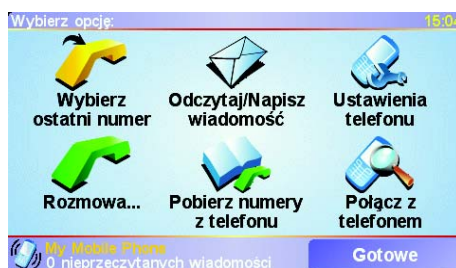 Wybierz opcję:
15:04
Wybierz
ostatni numer
Odczytaj/Napisz
wiadomość
Ustawienia
telefonu
Rozmowa...
Pobierz numery
z telefonu
Połącz z
telefonem
My Mobile Phone
0 nieprzeczytanych wiadomości
Gotowe